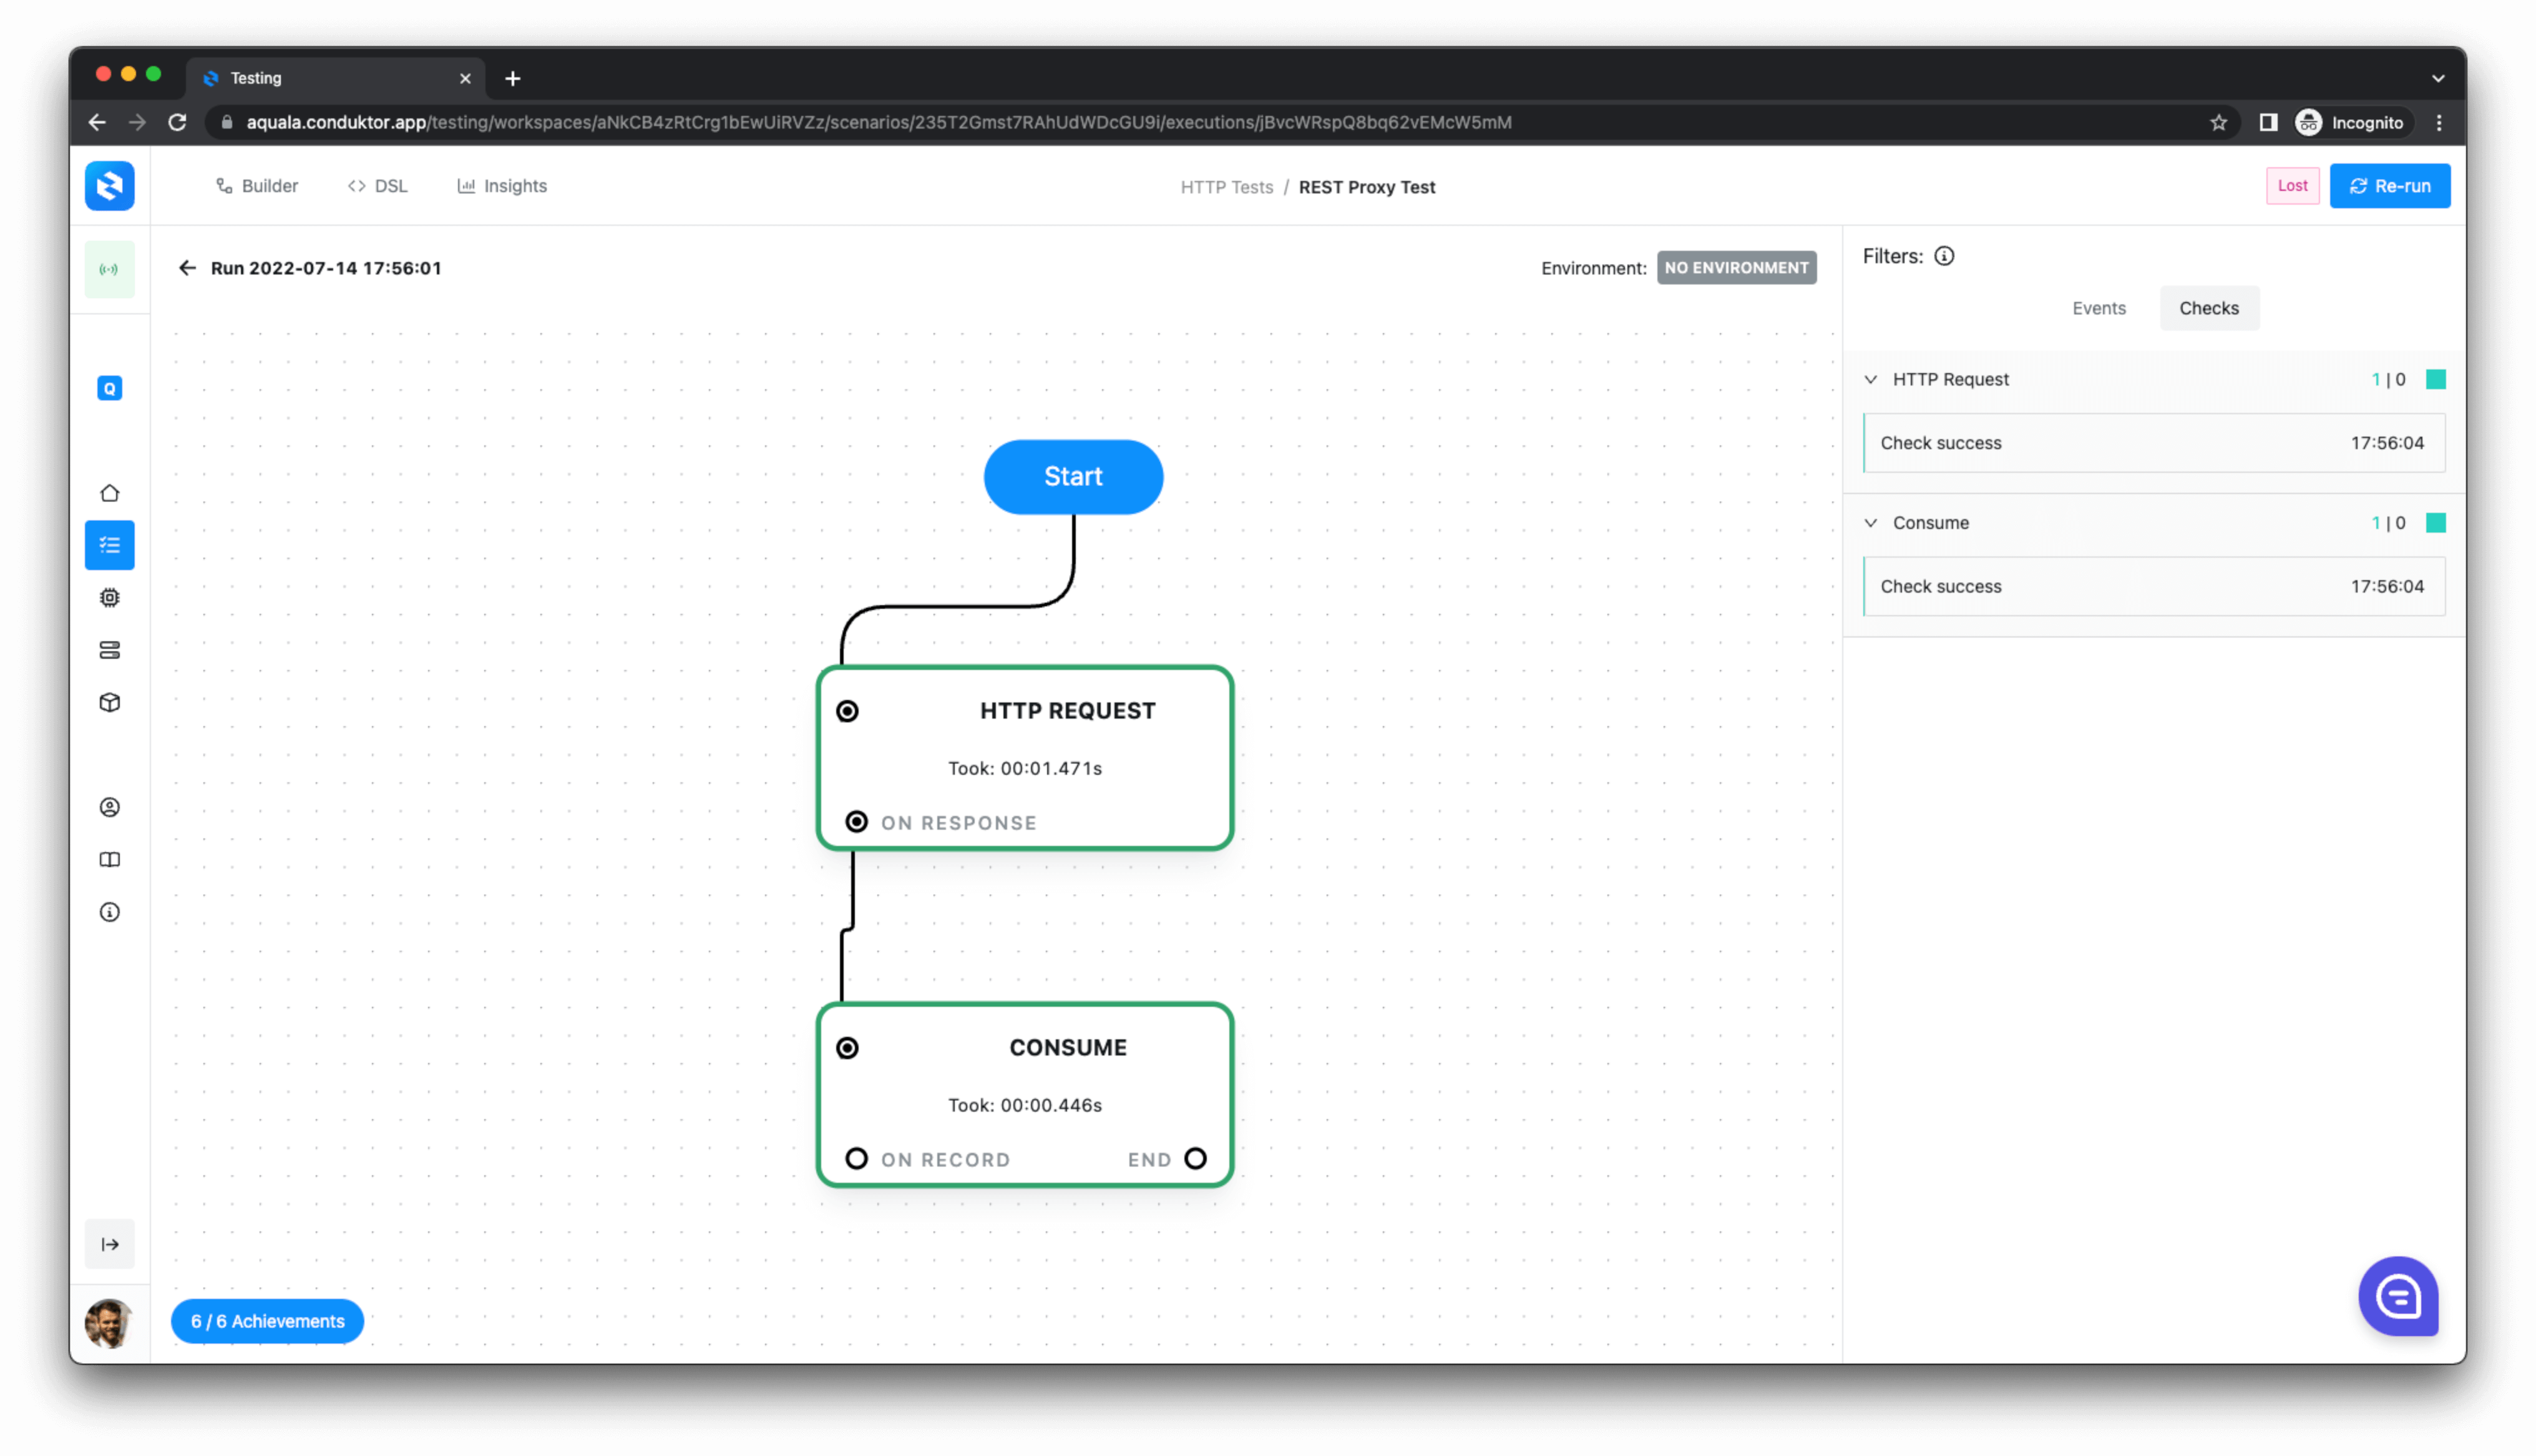 Testing
aquala.conduktor.app/testing/workspaces/aNkCB4zRtCrg1bEwUiRVZz/scenarios/235T2Gmst7RAhUdWDcGU9i/executions/jBvcWRspQ8bq62vEMcW5mM
Incognito
Builder
DSL
Insights
HTTP Tests / REST Proxy Test
Lost
Re-run
Run 2022-07-14 17:56:01
Environment: NO ENVIRONMENT
Filters:
Events
Checks
Q
HTTP Request 1 | 0
Check success 17:56:04
Consume 1 | 0
Check success 17:56:04
Start
HTTP REQUEST
Took: 00:01.471s
ON RESPONSE
CONSUME
Took: 00:00.446s
ON RECORD
END
6 / 6 Achievements